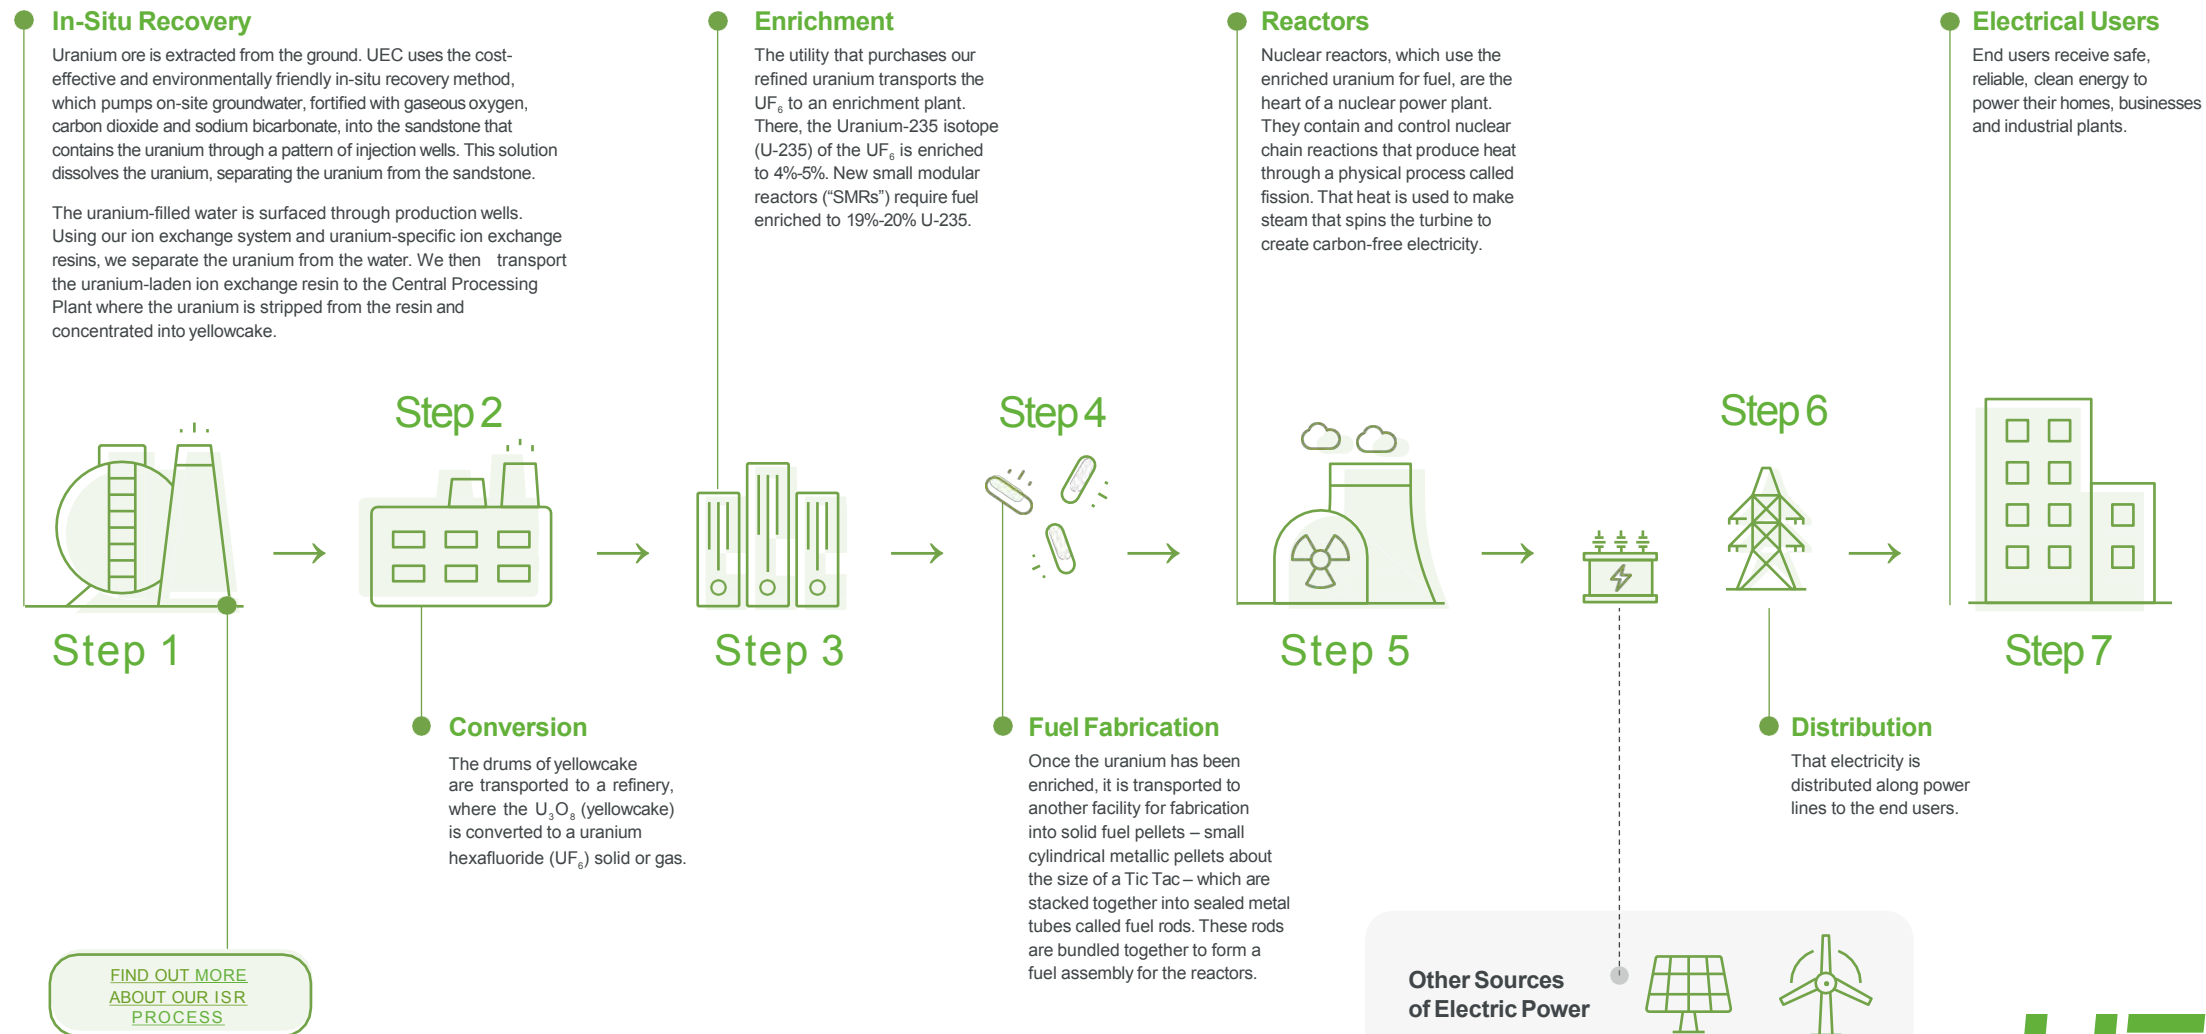 In-Situ Recovery
Uranium ore is extracted from the ground. UEC uses the cost-
effective and environmentally friendly in-situ recovery method,
which pumps on-site groundwater, fortified with gaseous oxygen,
carbon dioxide and sodium bicarbonate, into the sandstone that
contains the uranium through a pattern of injection wells. This solution
dissolves the uranium, separating the uranium from the sandstone.
The uranium-filled water is surfaced through production wells.
Using our ion exchange system and uranium-specific ion exchange
resins, we separate the uranium from the water. We then transport
the uranium-laden ion exchange resin to the Central Processing
Plant where the uranium is stripped from the resin and
concentrated into yellowcake.
Enrichment
The utility that purchases our
refined uranium transports the
UF₆ to an enrichment plant.
There, the Uranium-235 isotope
(U-235) of the UF₆ is enriched
to 4%-5%. New small modular
reactors (“SMRs”) require fuel
enriched to 19%-20% U-235.
Reactors
Nuclear reactors, which use the
enriched uranium for fuel, are the
heart of a nuclear power plant.
They contain and control nuclear
chain reactions that produce heat
through a physical process called
fission. That heat is used to make
steam that spins the turbine to
create carbon-free electricity.
Electrical Users
End users receive safe,
reliable, clean energy to
power their homes, businesses
and industrial plants.
Step 2
Step 4
Step 6
Step 1
Step 3
Step 5
Step 7
Conversion
The drums of yellowcake
are transported to a refinery,
where the U₃O₈ (yellowcake)
is converted to a uranium
hexafluoride (UF₆) solid or gas.
Fuel Fabrication
Once the uranium has been
enriched, it is transported to
another facility for fabrication
into solid fuel pellets – small
cylindrical metallic pellets about
the size of a Tic Tac – which are
stacked together into sealed metal
tubes called fuel rods. These rods
are bundled together to form a
fuel assembly for the reactors.
Distribution
That electricity is
distributed along power
lines to the end users.
FIND OUT MORE
ABOUT OUR ISR
PROCESS
Other Sources
of Electric Power